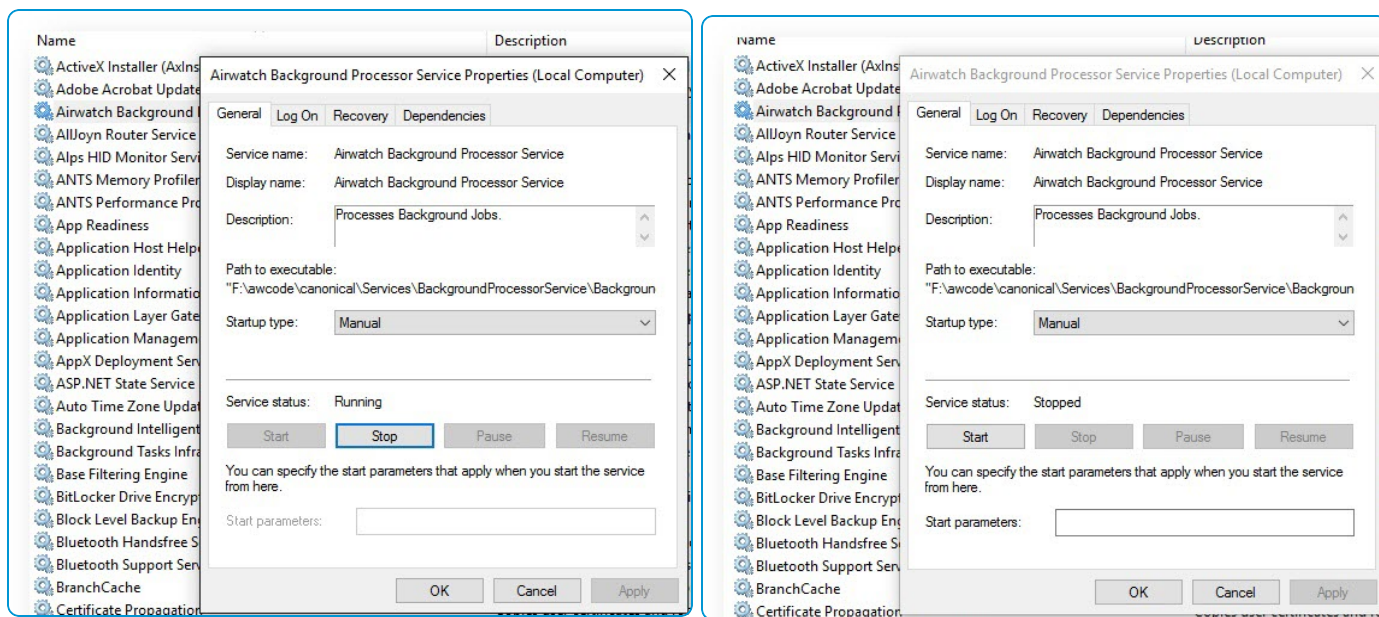 Name Description
ActiveX Installer (AxIns
Adobe Acrobat Update
Airwatch Background
AllJoyn Router Service
Alps HID Monitor Servi
ANTS Memory Profiler
ANTS Performance Pro
App Readiness
Application Host Helpe
Application Identity
Application Informatio
Application Layer Gate
Application Managem
AppX Deployment Serv
ASP.NET State Service
Auto Time Zone Updat
Background Intelligent
Background Tasks Infra
Base Filtering Engine
BitLocker Drive Encrypt
Block Level Backup Eng
Bluetooth Handsfree S
Bluetooth Support Serv
BranchCache
Certificate Propagation
Airwatch Background Processor Service Properties (Local Computer)
General Log On Recovery Dependencies
Service name: Airwatch Background Processor Service
Display name: Airwatch Background Processor Service
Description: Processes Background Jobs.
Path to executable:
"F:\awcode\canonical\Services\BackgroundProcessorService\Backgroun
Startup type: Manual
Service status: Running
Start Stop Pause Resume
You can specify the start parameters that apply when you start the service
from here.
Start parameters:
OK Cancel Apply
Name Description
ActiveX Installer (AxIns
Adobe Acrobat Update
Airwatch Background
AllJoyn Router Service
Alps HID Monitor Servi
ANTS Memory Profiler
ANTS Performance Pro
App Readiness
Application Host Helpe
Application Identity
Application Informatio
Application Layer Gate
Application Managem
AppX Deployment Serv
ASP.NET State Service
Auto Time Zone Updat
Background Intelligent
Background Tasks Infra
Base Filtering Engine
BitLocker Drive Encrypt
Block Level Backup Eng
Bluetooth Handsfree S
Bluetooth Support Serv
BranchCache
Certificate Propagation
Airwatch Background Processor Service Properties (Local Computer)
General Log On Recovery Dependencies
Service name: Airwatch Background Processor Service
Display name: Airwatch Background Processor Service
Description: Processes Background Jobs.
Path to executable:
"F:\awcode\canonical\Services\BackgroundProcessorService\Backgroun
Startup type: Manual
Service status: Stopped
Start Stop Pause Resume
You can specify the start parameters that apply when you start the service
from here.
Start parameters:
OK Cancel Apply